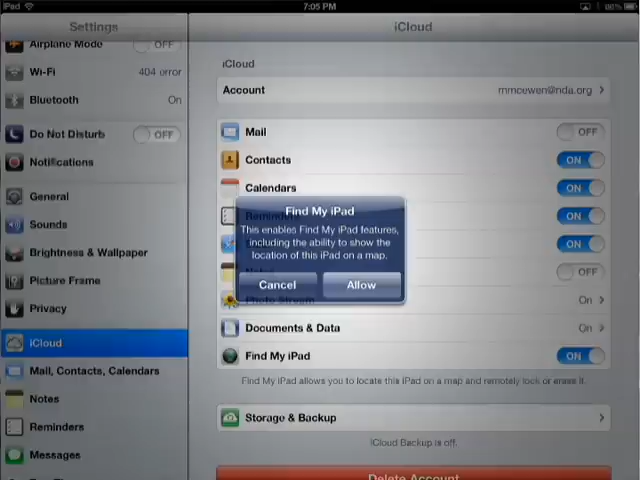 iPad
7:05 PM
Settings
iCloud
Airplane Mode OFF
Wi-Fi 404 error
Bluetooth On
Do Not Disturb OFF
Notifications
General
Sounds
Brightness & Wallpaper
Picture Frame
Privacy
iCloud
Mail, Contacts, Calendars
Notes
Reminders
Messages
iCloud
Account mmcewen@nda.org
Mail OFF
Contacts ON
Calendars ON
Reminders ON
ON
OFF
Photo Stream On
Documents & Data On
Find My iPad ON
Find My iPad allows you to locate this iPad on a map and remotely lock or erase it.
Storage & Backup
iCloud Backup is off.
Delete Account
Find My iPad
This enables Find My iPad features,
including the ability to show the
location of this iPad on a map.
Cancel Allow